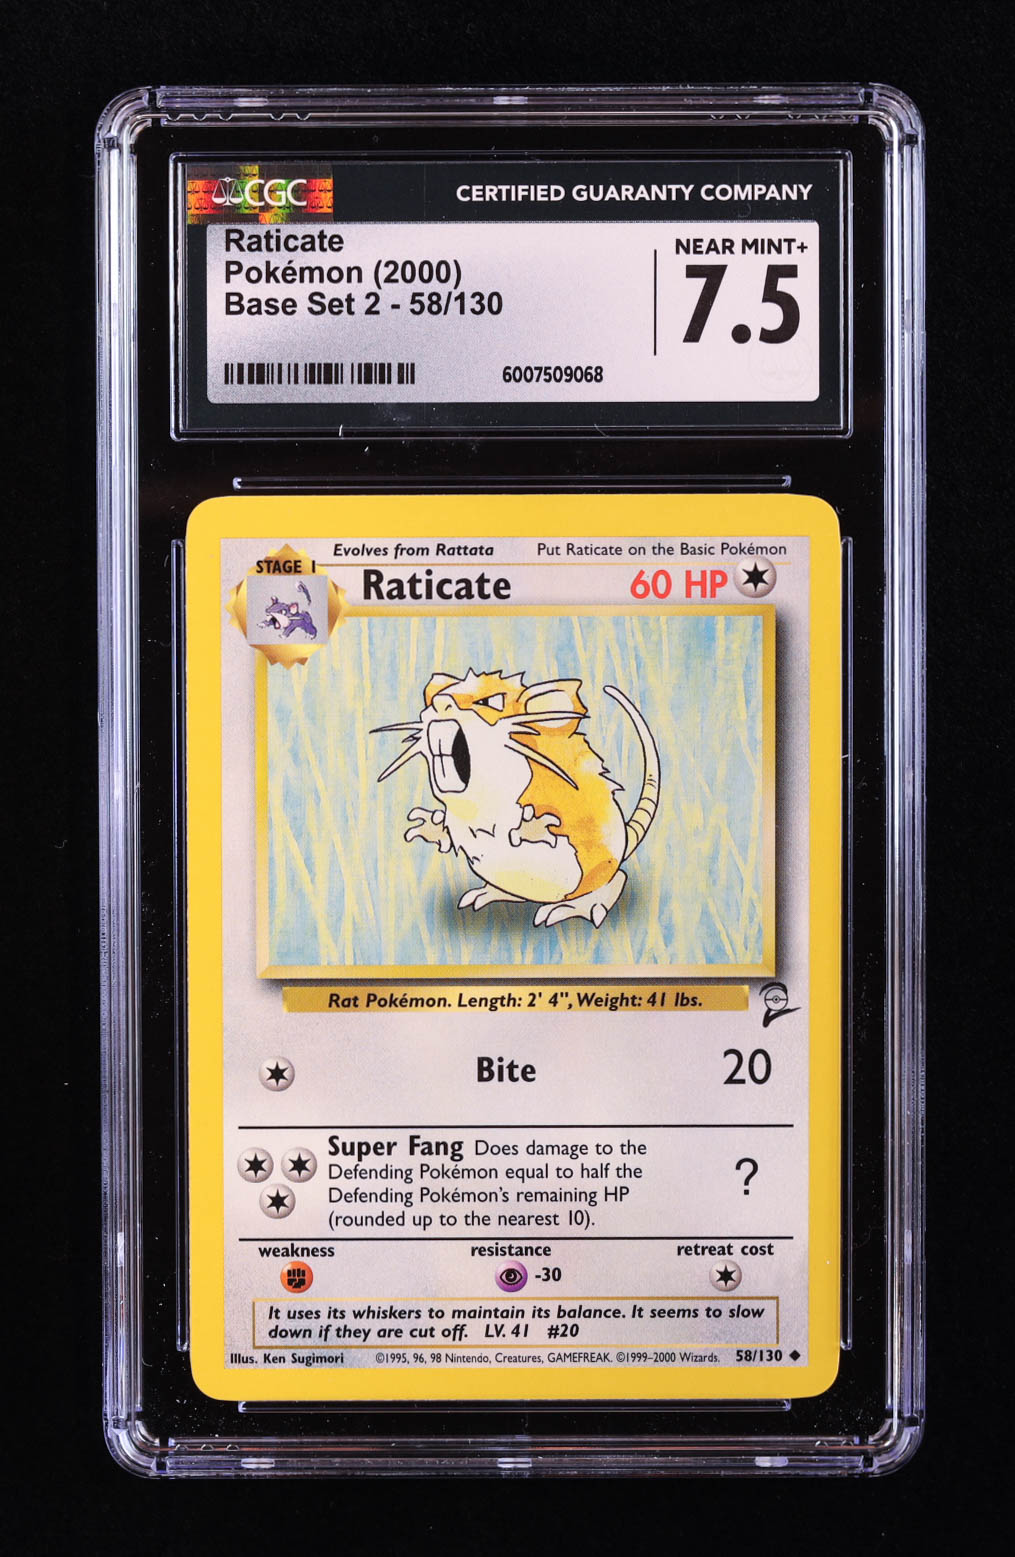 CGC
CERTIFIED GUARANTY COMPANY
Raticate
Pokémon (2000)
Base Set 2 - 58/130
NEAR MINT+
7.5
6007509068
Evolves from Rattata
Put Raticate on the Basic Pokémon
STAGE 1
Raticate
60 HP
Rat Pokémon. Length: 2' 4", Weight: 41 lbs.
Bite
20
Super Fang Does damage to the
Defending Pokémon equal to half the
Defending Pokémon's remaining HP
(rounded up to the nearest 10).
?
weakness
resistance
retreat cost
-30
It uses its whiskers to maintain its balance. It seems to slow
down if they are cut off. LV. 41 #20
Illus. Ken Sugimori
©1995, 96, 98 Nintendo, Creatures, GAMEFREAK. ©1999-2000 Wizards.
58/130